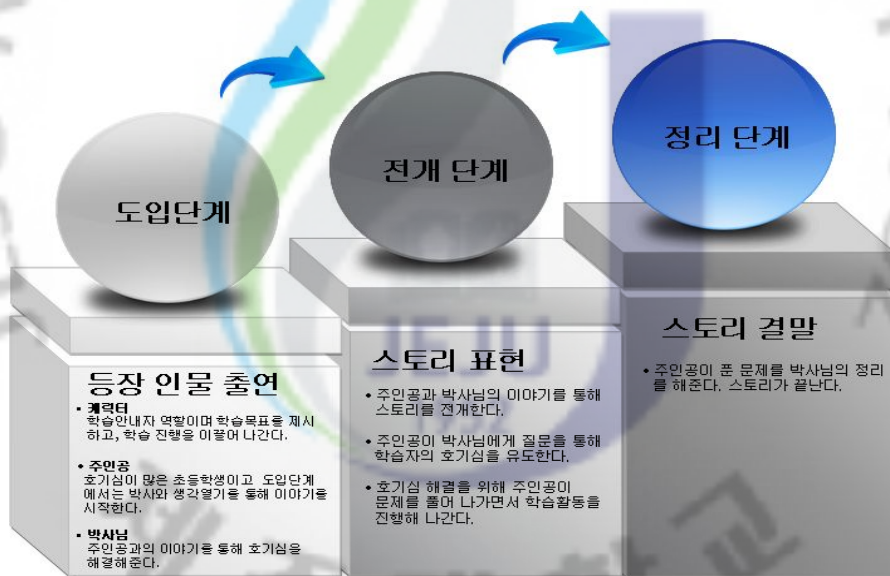 도입단계
전개 단계
정리 단계
등장 인물 출연
• 캐릭터
학습안내자 역할이며 학습목표를 제시
하고, 학습 진행을 이끌어 나간다.
• 주인공
호기심이 많은 초등학생이고 도입단계
에서는 박사와 생각열기를 통해 이야기를
시작한다.
• 박사님
주인공과의 이야기를 통해 호기심을
해결해준다.
스토리 표현
• 주인공과 박사님의 이야기를 통해
스토리를 전개한다.
• 주인공이 박사님에게 질문을 통해
학습자의 호기심을 유도한다.
• 호기심 해결을 위해 주인공이
문제를 풀어 나가면서 학습활동을
진행해 나간다.
스토리 결말
• 주인공이 푼 문제를 박사님의 정리
를 해준다. 스토리가 끝난다.
JEJU
1952